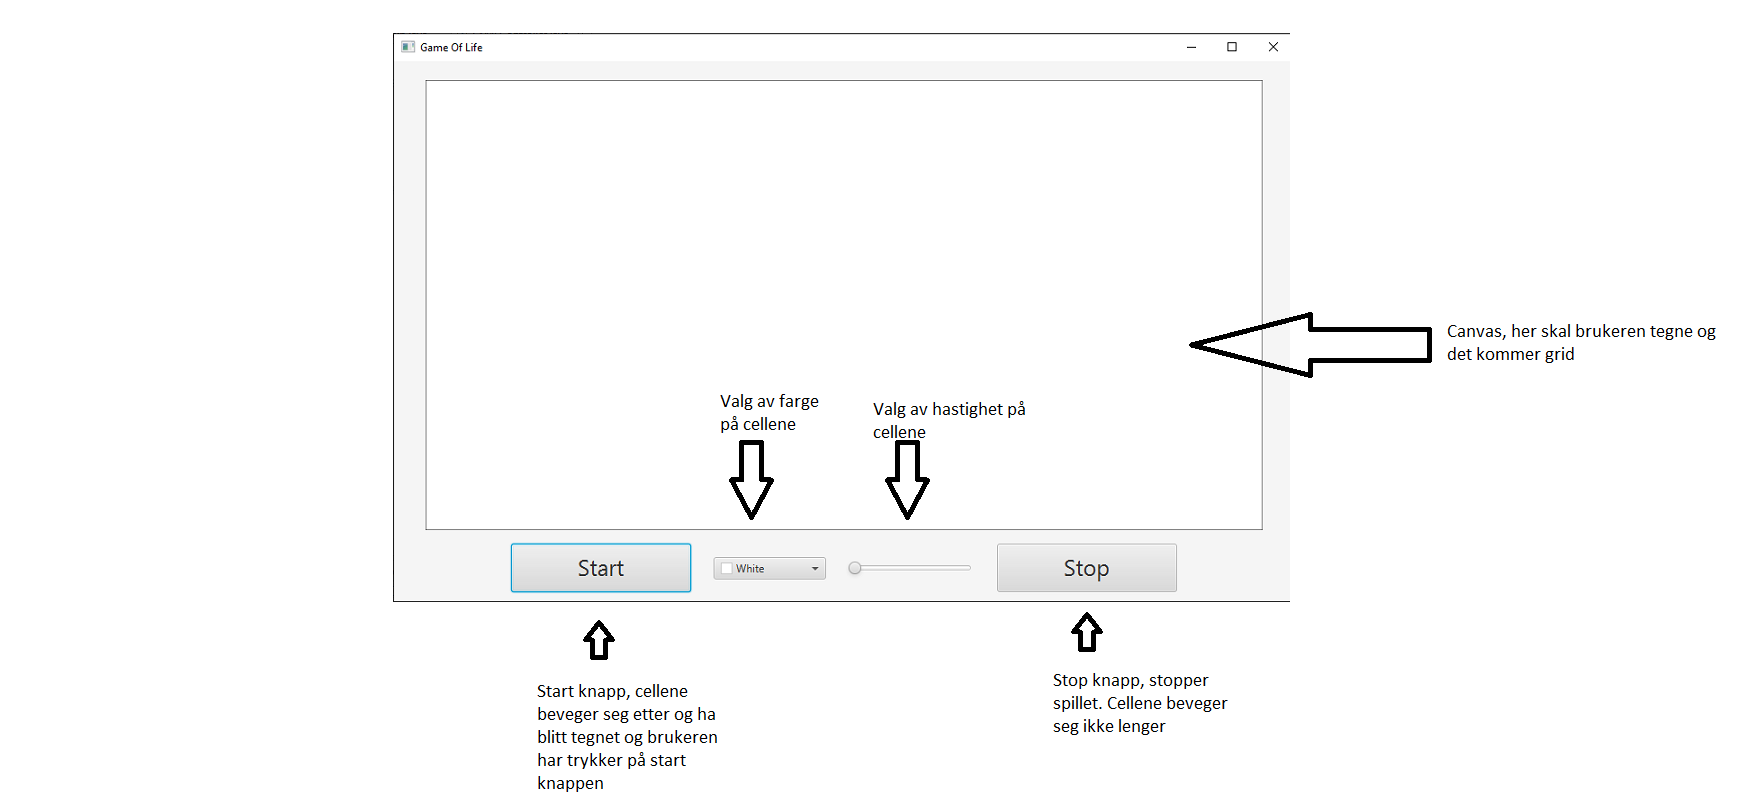 Game Of Life
Canvas, her skal brukeren tegne og
det kommer grid
Valg av farge
på cellene
Valg av hastighet på
cellene
Start
White
Stop
Start knapp, cellene
beveger seg etter og ha
blitt tegnet og brukeren
har trykker på start
knappen
Stop knapp, stopper
spillet. Cellene beveger
seg ikke lenger